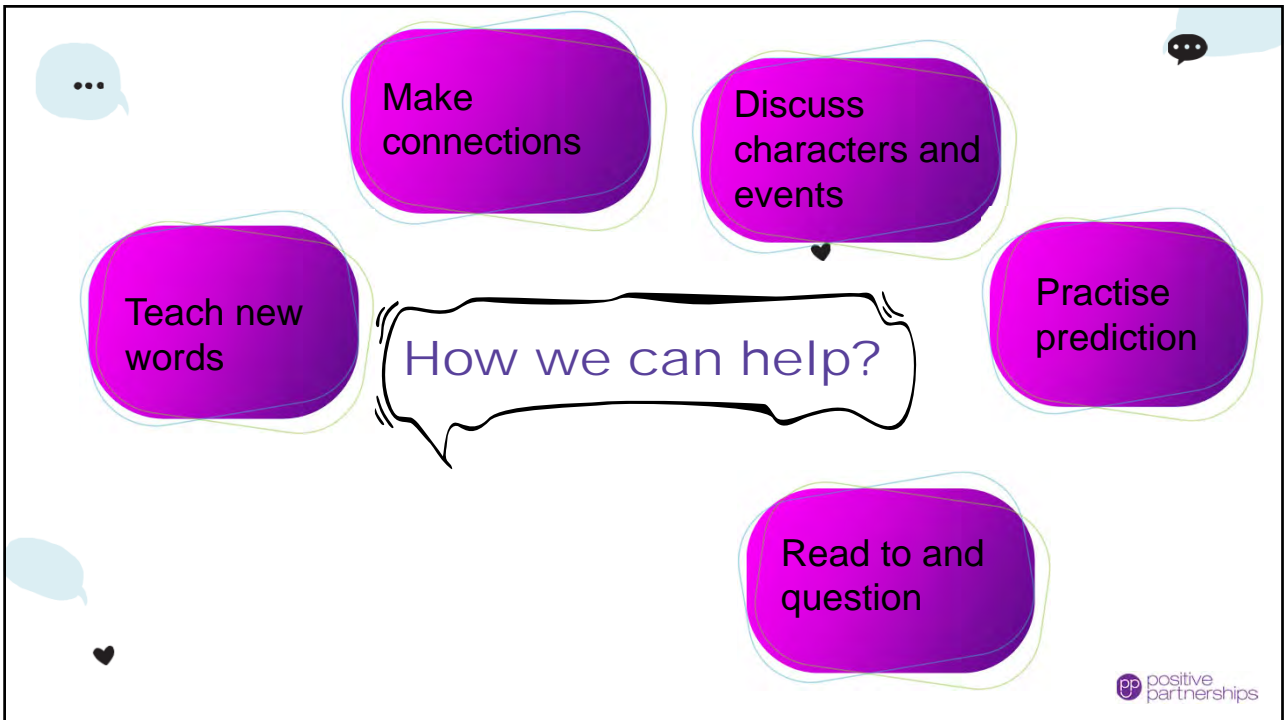 Make
connections
Discuss
characters and
events
Teach new
words
How we can help?
Practise
prediction
Read to and
question
pp positive
partnerships